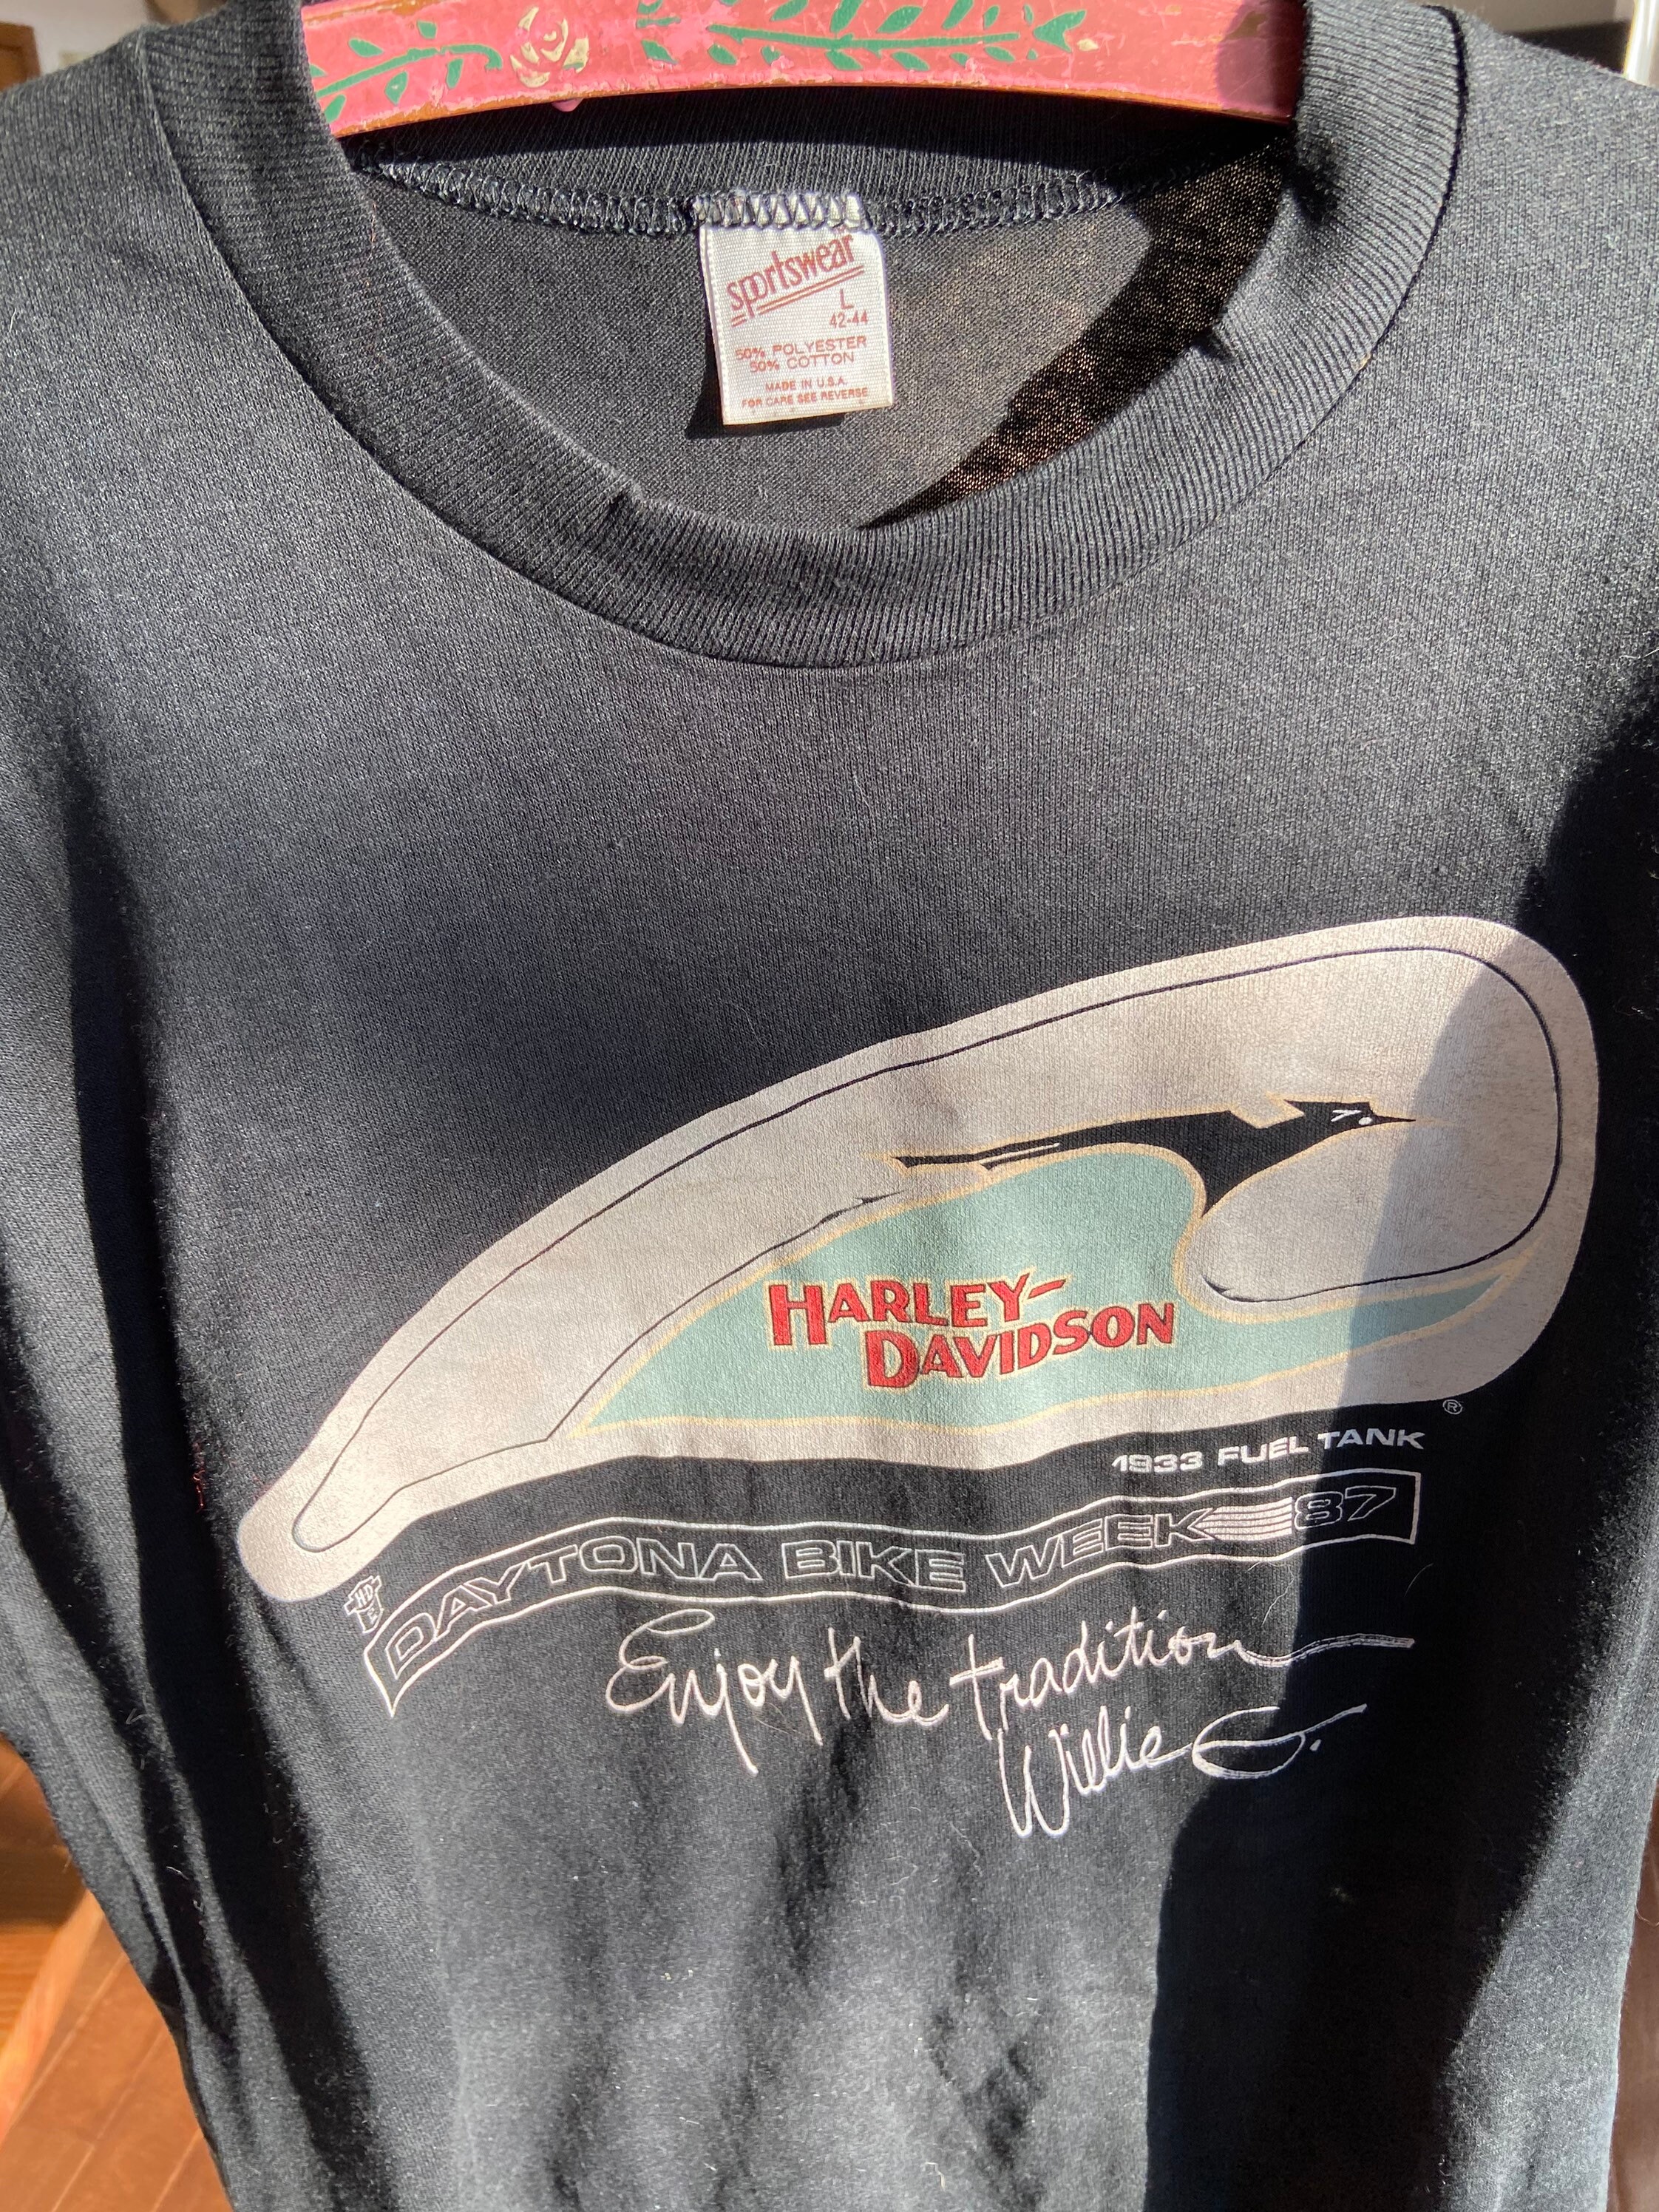 sportswear
L
42-44
50% POLYESTER
50% COTTON
MADE IN U.S.A.
FOR CARE SEE REVERSE
HARLEY-
DAVIDSON
®
1933 FUEL TANK
DAYTONA BIKE WEEK 87
HD
E
Enjoy the tradition
Willie G.